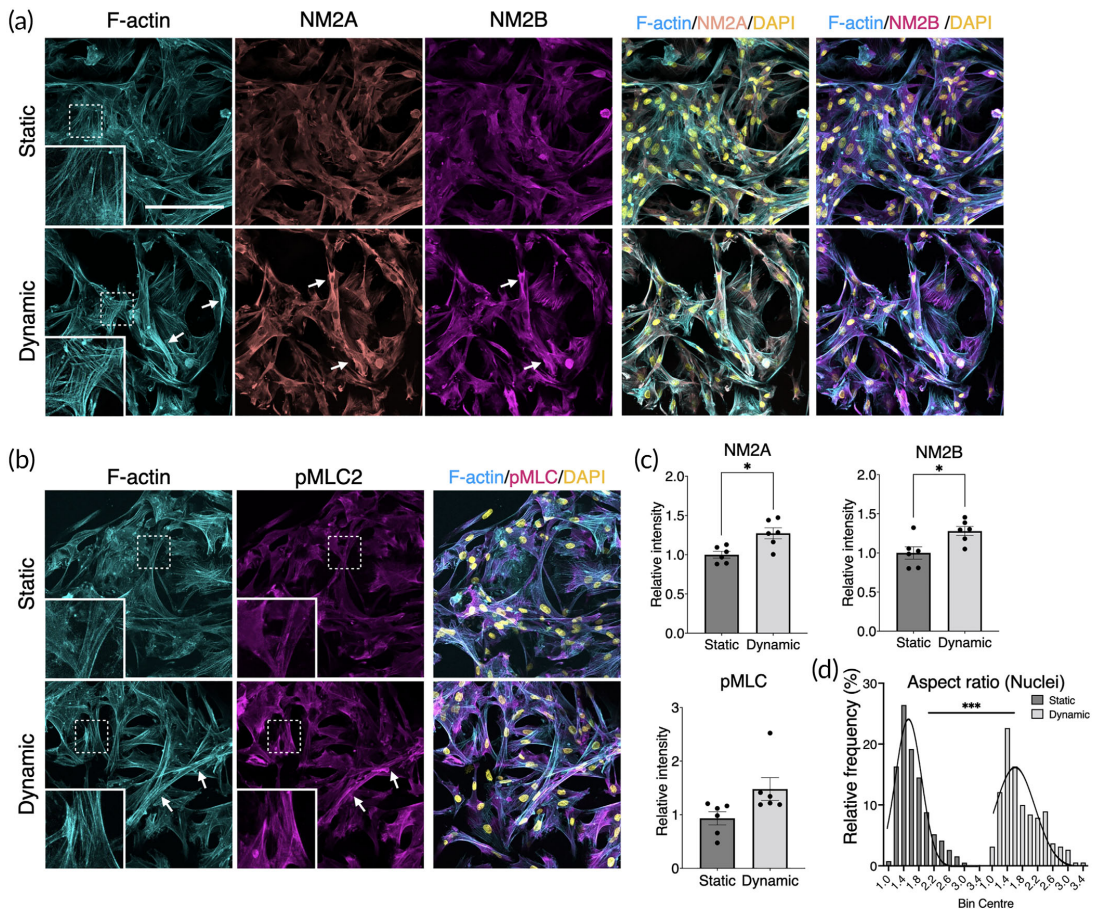 (a)
F-actin
NM2A
NM2B
F-actin/NM2A/DAPI
F-actin/NM2B /DAPI
Static
Dynamic
(b)
F-actin
pMLC2
F-actin/pMLC/DAPI
Static
Dynamic
(c)
NM2A
Relative intensity
2.0
1.5
1.0
0.5
0.0
*
Static Dynamic
NM2B
Relative intensity
2.0
1.5
1.0
0.5
0.0
*
Static Dynamic
pMLC
Relative intensity
3
2
1
0
Static Dynamic
(d)
Aspect ratio (Nuclei)
Relative frequency (%)
30
20
10
0
***
Static
Dynamic
1.0 1.4 1.8 2.2 2.6 3.0 3.4 1.0 1.4 1.8 2.2 2.6 3.0 3.4
Bin Centre